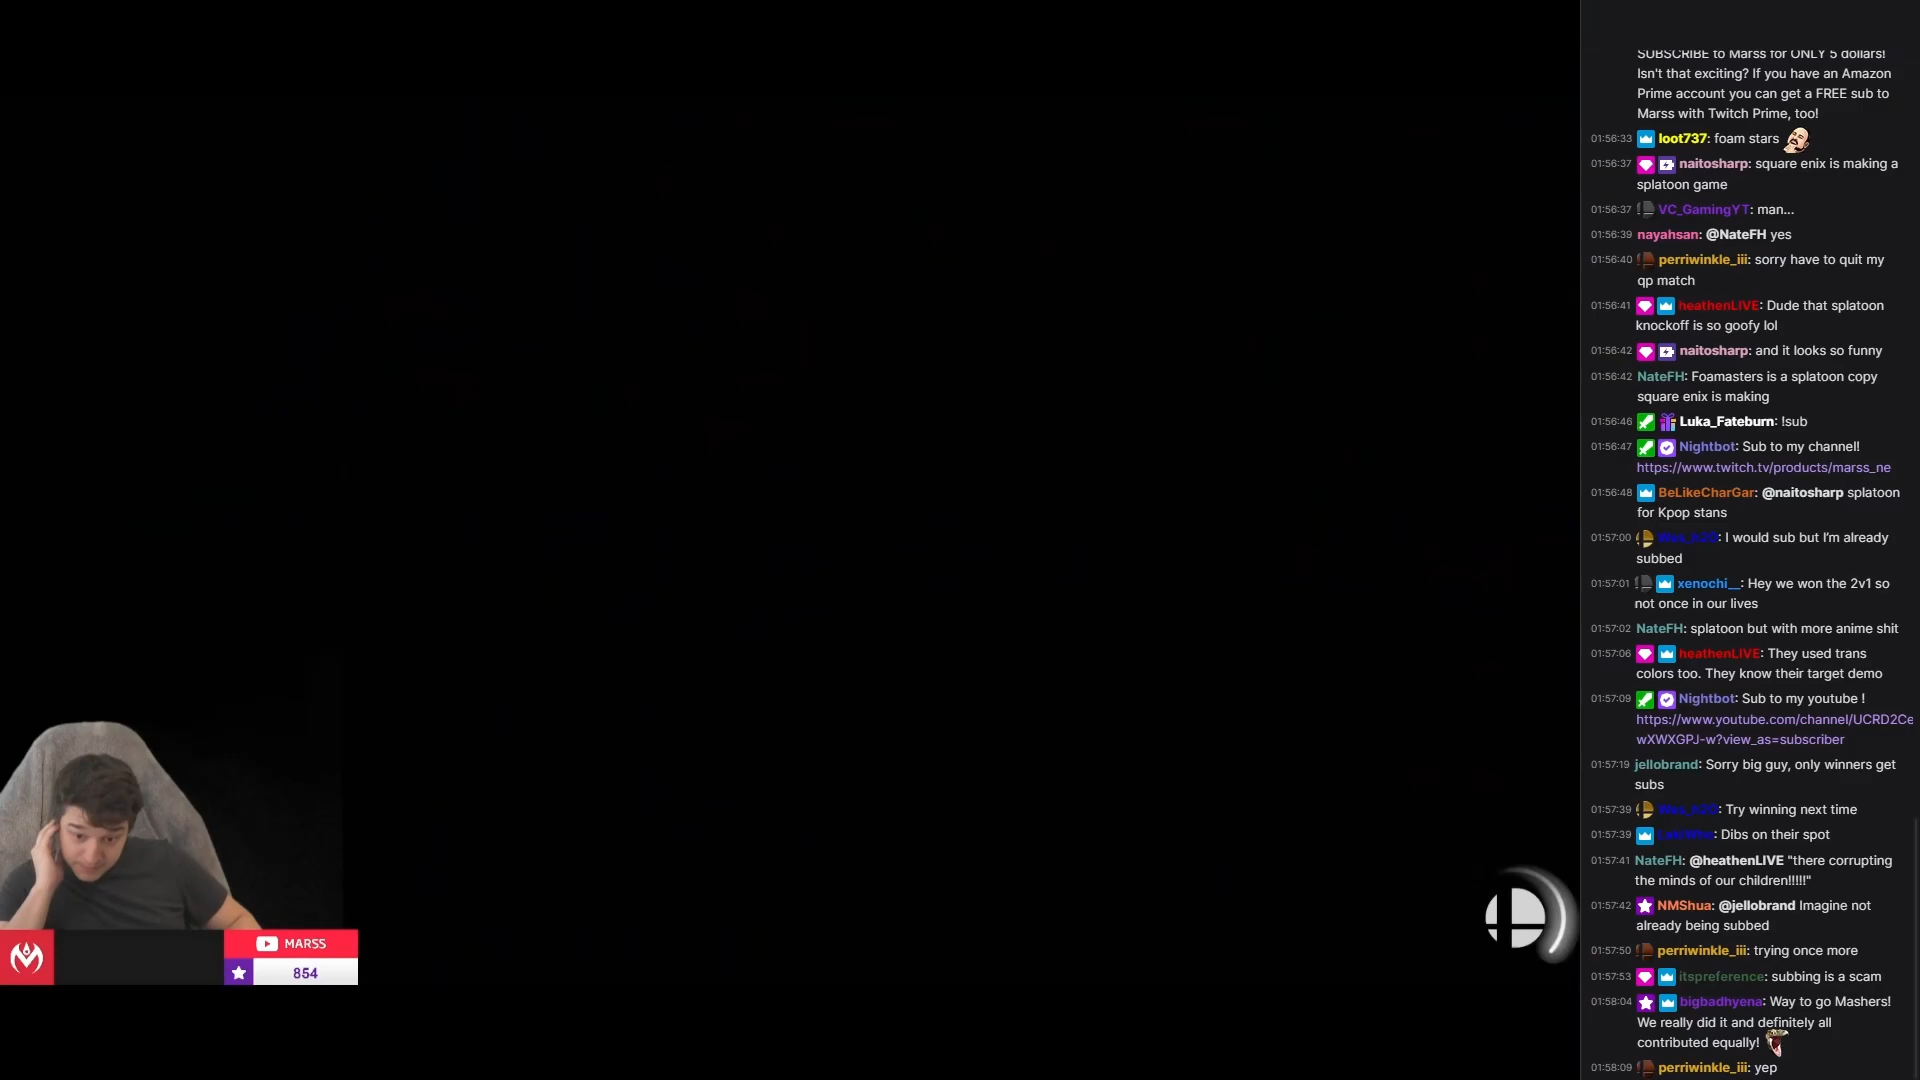 SUBSCRIBE to Marss for ONLY 5 dollars!
Isn't that exciting? If you have an Amazon
Prime account you can get a FREE sub to
Marss with Twitch Prime, too!
01:56:33 loot737: foam stars
01:56:37 naitosharp: square enix is making a
splatoon game
01:56:37 VC_GamingYT: man...
01:56:39 nayahsan: @NateFH yes
01:56:40 perriwinkle_iii: sorry have to quit my
qp match
01:56:41 heathenLIVE: Dude that splatoon
knockoff is so goofy lol
01:56:42 naitosharp: and it looks so funny
01:56:42 NateFH: Foamasters is a splatoon copy
square enix is making
01:56:46 Luka_Fateburn: !sub
01:56:47 Nightbot: Sub to my channel!
https://www.twitch.tv/products/marss_ne
01:56:48 BeLikeCharGar: @naitosharp splatoon
for Kpop stans
01:57:00 : I would sub but I'm already
subbed
01:57:01 xenochi__: Hey we won the 2v1 so
not once in our lives
01:57:02 NateFH: splatoon but with more anime shit
01:57:06 heathenLIVE: They used trans
colors too. They know their target demo
01:57:09 Nightbot: Sub to my youtube !
https://www.youtube.com/channel/UCRD2Ce
wXWXGPJ-w?view_as=subscriber
01:57:19 jellobrand: Sorry big guy, only winners get
subs
01:57:39 : Try winning next time
01:57:39 : Dibs on their spot
01:57:41 NateFH: @heathenLIVE "there corrupting
the minds of our children!!!!!"
01:57:42 NMShua: @jellobrand Imagine not
already being subbed
01:57:50 perriwinkle_iii: trying once more
01:57:53 itspreference: subbing is a scam
01:58:04 bigbadhyena: Way to go Mashers!
We really did it and definitely all
contributed equally!
01:58:09 perriwinkle_iii: yep
MARSS
854